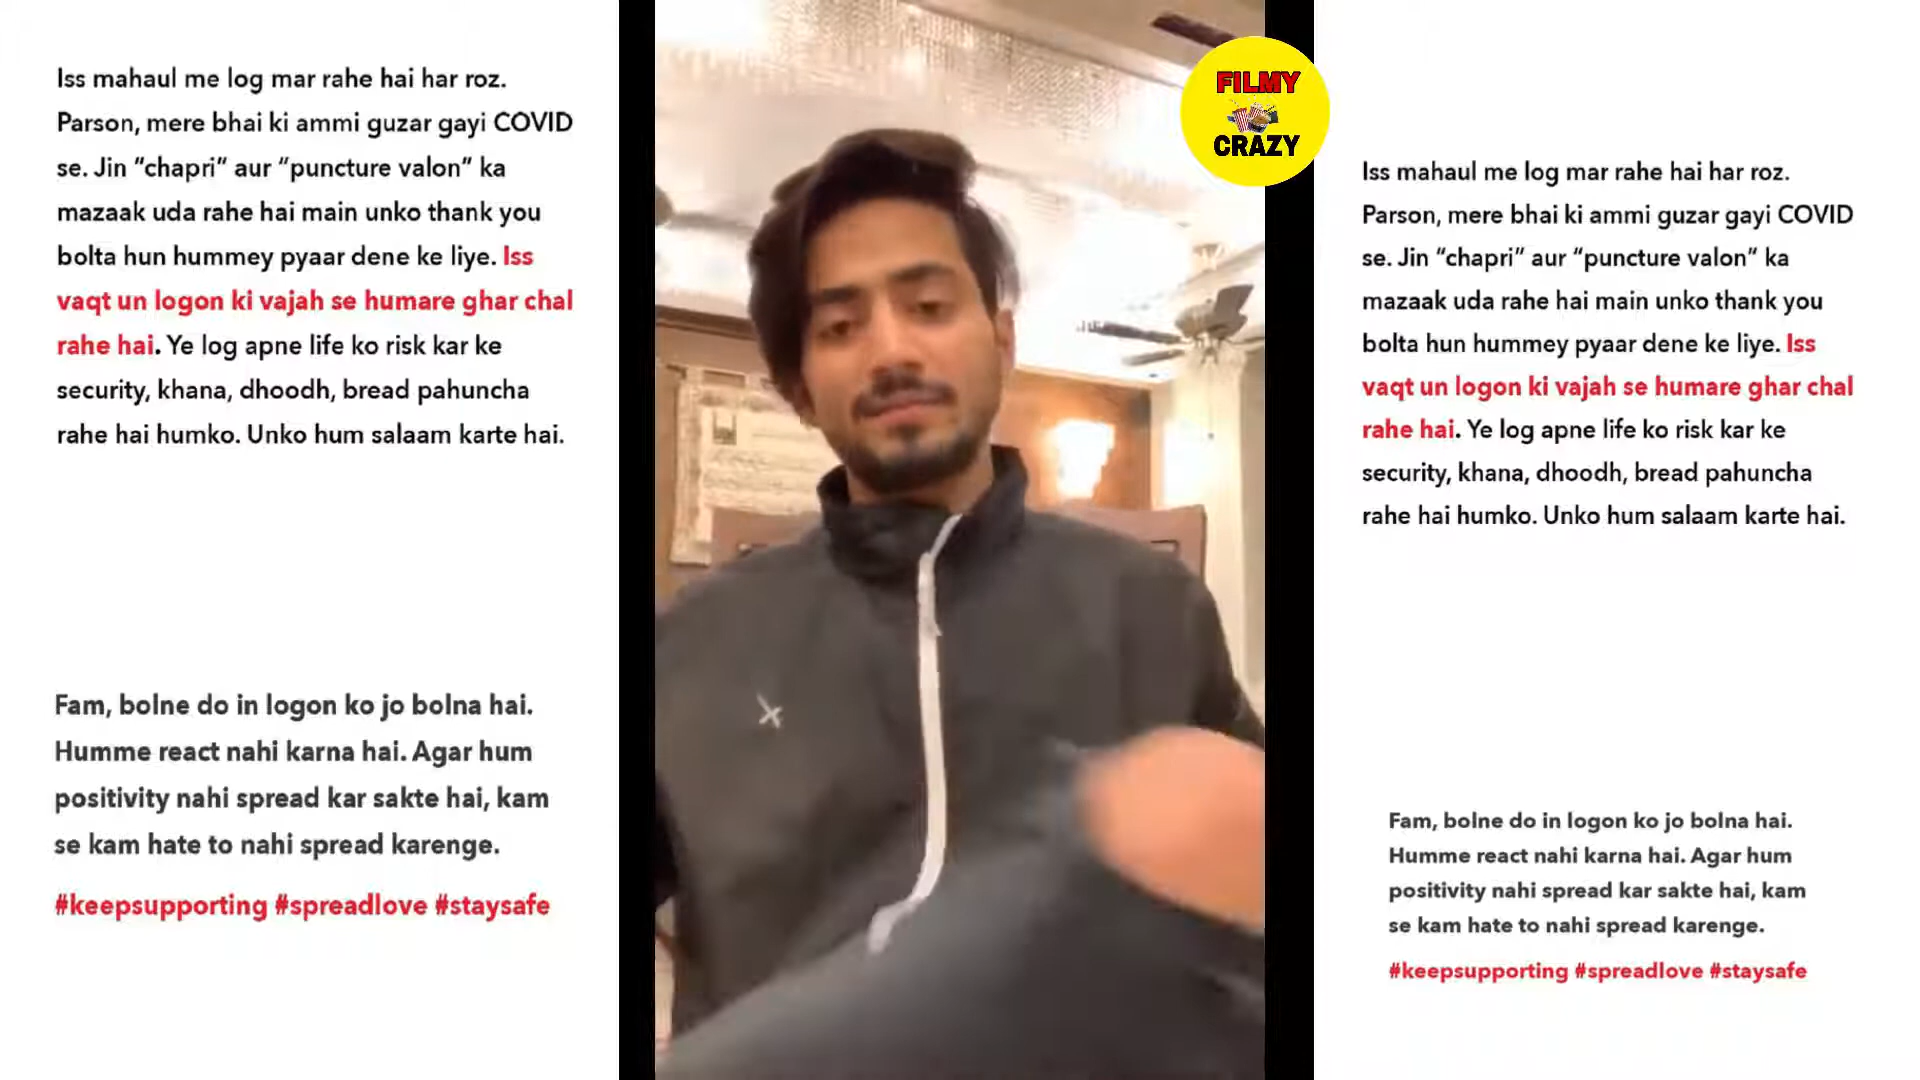 Iss mahaul me log mar rahe hai har roz.
Parson, mere bhai ki ammi guzar gayi COVID
se. Jin “chapri” aur “puncture valon” ka
mazaak uda rahe hai main unko thank you
bolta hun hummey pyaar dene ke liye. Iss
vaqt un logon ki vajah se humare ghar chal
rahe hai. Ye log apne life ko risk kar ke
security, khana, dhoodh, bread pahuncha
rahe hai humko. Unko hum salaam karte hai.
Fam, bolne do in logon ko jo bolna hai.
Humme react nahi karna hai. Agar hum
positivity nahi spread kar sakte hai, kam
se kam hate to nahi spread karenge.
#keepsupporting #spreadlove #staysafe
FILMY
CRAZY
Iss mahaul me log mar rahe hai har roz.
Parson, mere bhai ki ammi guzar gayi COVID
se. Jin “chapri” aur “puncture valon” ka
mazaak uda rahe hai main unko thank you
bolta hun hummey pyaar dene ke liye. Iss
vaqt un logon ki vajah se humare ghar chal
rahe hai. Ye log apne life ko risk kar ke
security, khana, dhoodh, bread pahuncha
rahe hai humko. Unko hum salaam karte hai.
Fam, bolne do in logon ko jo bolna hai.
Humme react nahi karna hai. Agar hum
positivity nahi spread kar sakte hai, kam
se kam hate to nahi spread karenge.
#keepsupporting #spreadlove #staysafe